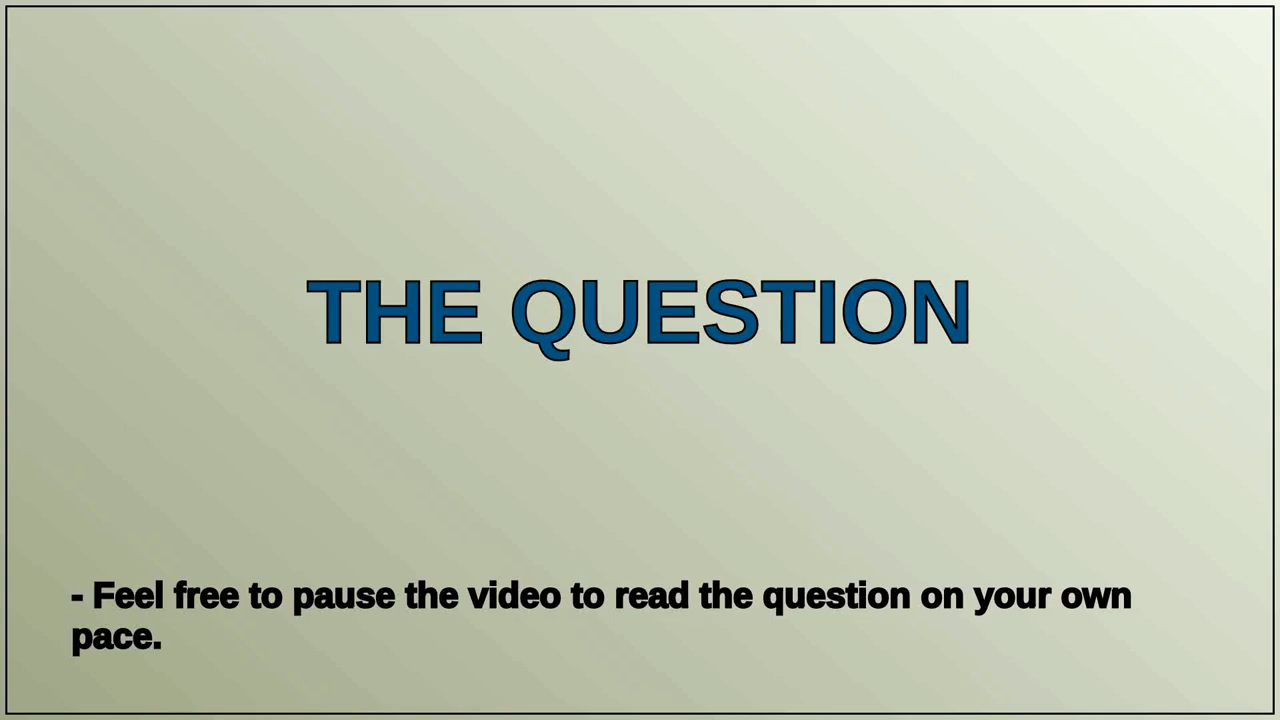 THE QUESTION
- Feel free to pause the video to read the question on your own
pace.